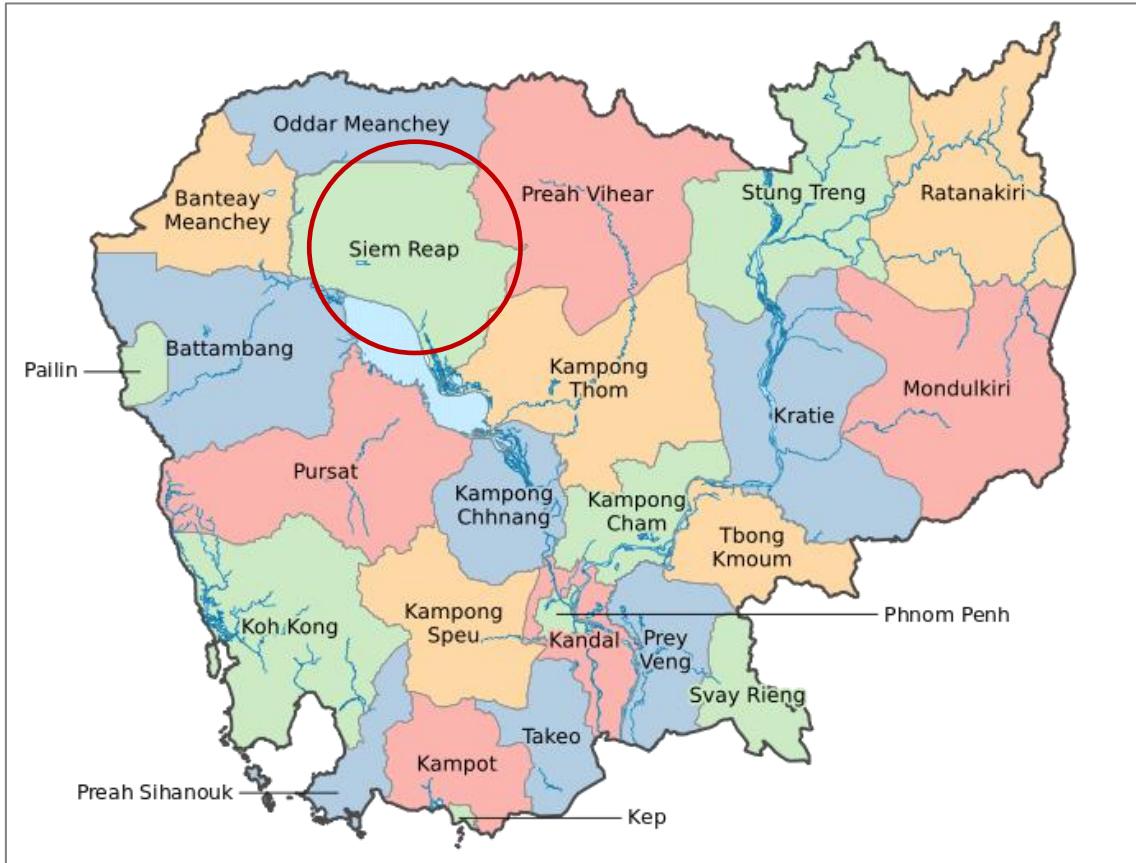 Oddar Meanchey
Preah Vihear
Stung Treng
Ratanakiri
Banteay
Meanchey
Siem Reap
Battambang
Pailin
Kampong
Thom
Mondulkiri
Kratie
Pursat
Kampong
Chhnang
Kampong
Cham
Tbong
Kmoum
Koh Kong
Kampong
Speu
Kandal
Prey
Veng
Phnom Penh
Svay Rieng
Takeo
Kampot
Preah Sihanouk
Kep